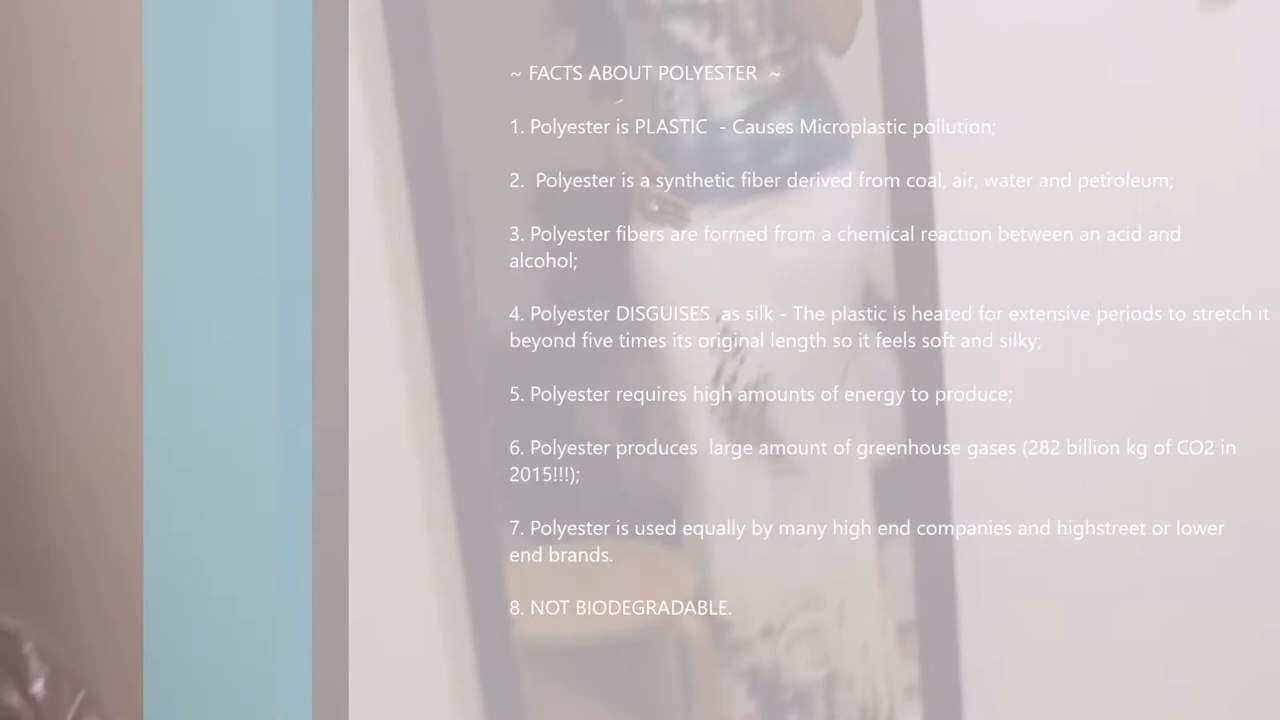 ~ FACTS ABOUT POLYESTER ~
1. Polyester is PLASTIC - Causes Microplastic pollution;
2. Polyester is a synthetic fiber derived from coal, air, water and petroleum;
3. Polyester fibers are formed from a chemical reaction between an acid and
alcohol;
4. Polyester DISGUISES as silk - The plastic is heated for extensive periods to stretch it
beyond five times its original length so it feels soft and silky;
5. Polyester requires high amounts of energy to produce;
6. Polyester produces large amount of greenhouse gases (282 billion kg of CO2 in
2015!!!);
7. Polyester is used equally by many high end companies and highstreet or lower
end brands.
8. NOT BIODEGRADABLE.